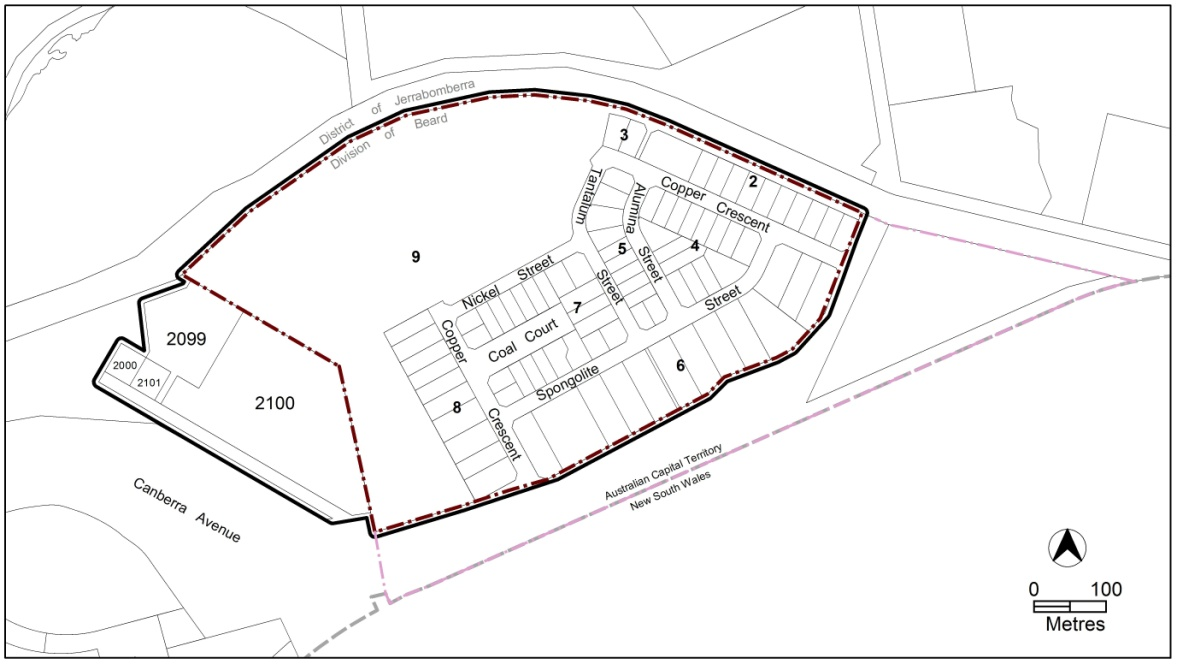 District of Jerrabomberra
Division of Beard
3
2
Tantalum
Street
Alumina
Street
Copper Crescent
9
5
4
Nickel Street
7
Street
Spongolite
Coal Court
Copper
Crescent
6
8
2099
2000
2101
2100
Canberra Avenue
Australian Capital Territory
New South Wales
0 100
Metres